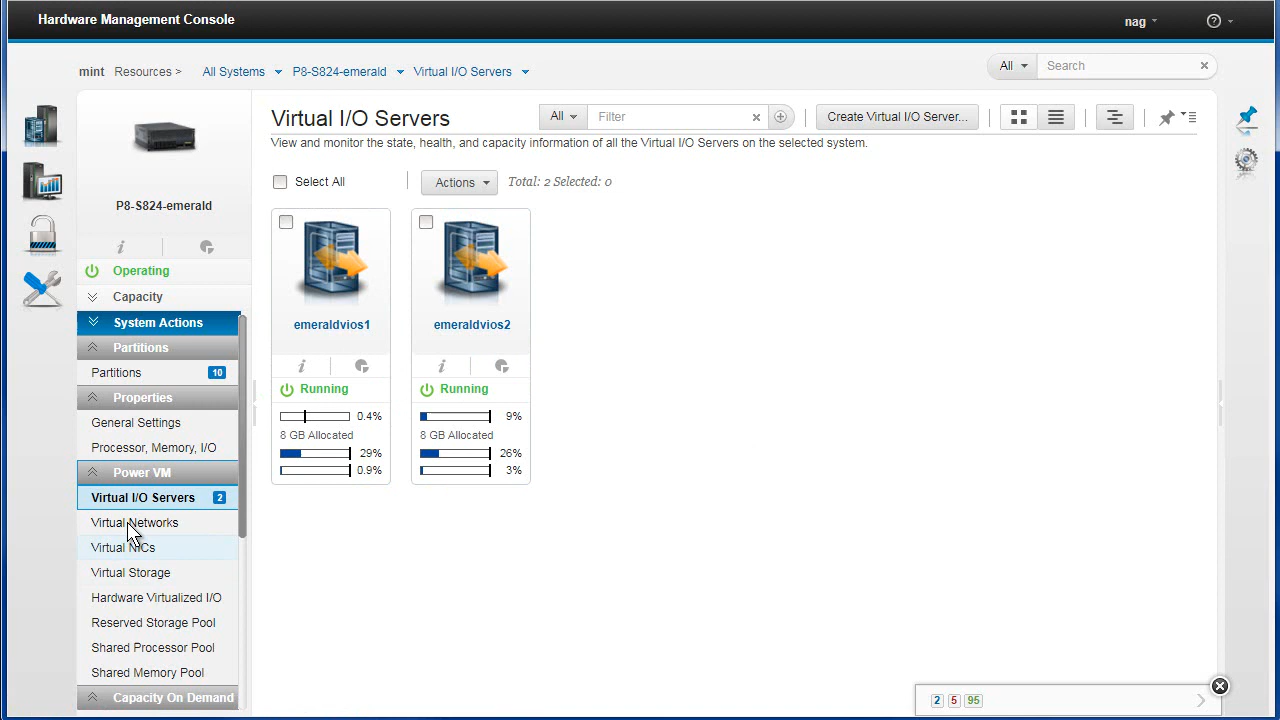 Hardware Management Console
nag
mint Resources > All Systems P8-S824-emerald Virtual I/O Servers
All Search
P8-S824-emerald
Operating
Capacity
System Actions
Partitions
Partitions 10
Properties
General Settings
Processor, Memory, I/O
Power VM
Virtual I/O Servers 2
Virtual Networks
Virtual NICs
Virtual Storage
Hardware Virtualized I/O
Reserved Storage Pool
Shared Processor Pool
Shared Memory Pool
Capacity On Demand
Virtual I/O Servers
All Filter
Create Virtual I/O Server...
View and monitor the state, health, and capacity information of all the Virtual I/O Servers on the selected system.
Select All
Actions
Total: 2 Selected: 0
emeraldvios1
Running
0.4%
8 GB Allocated
29%
0.9%
emeraldvios2
Running
9%
8 GB Allocated
26%
3%
2 5 95